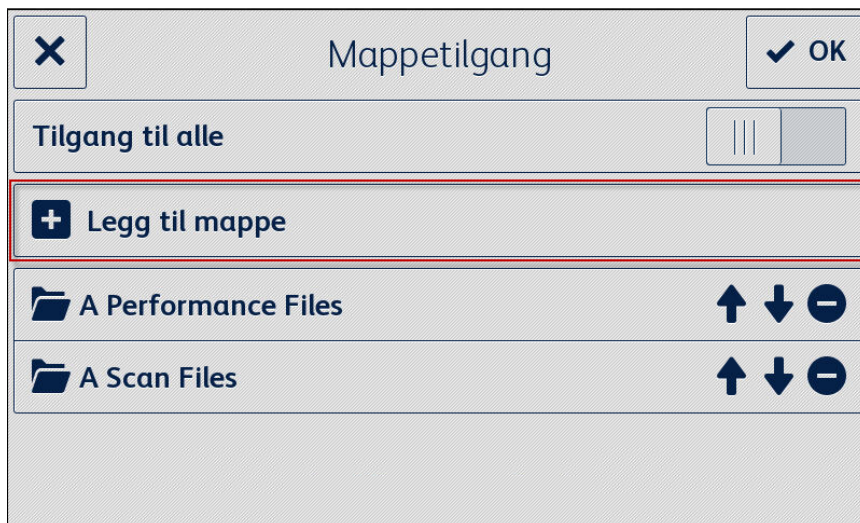 Mappetilgang
OK
Tilgang til alle
Legg til mappe
A Performance Files
A Scan Files